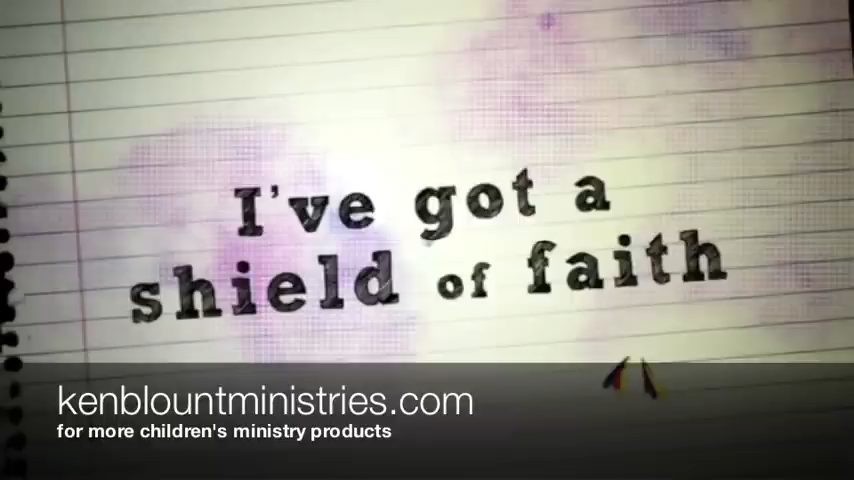 I've got a
shield of faith
kenblountministries.com
for more children's ministry products